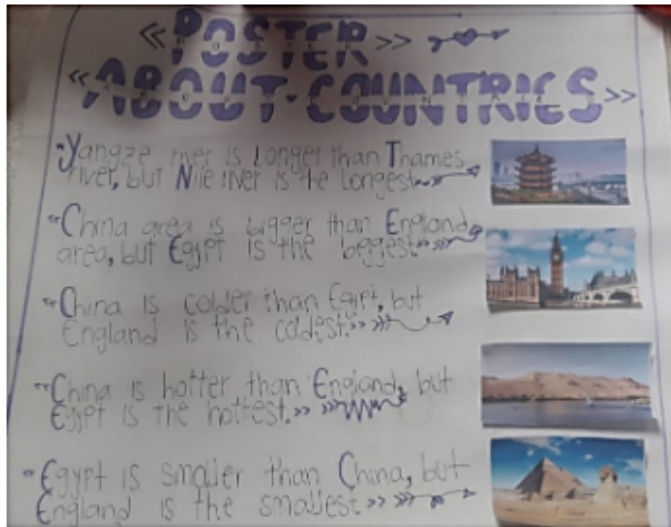 «POSTER»
«ABOUT COUNTRIES»
"Yangze river is Longer than Thames
river, but Nile river is the Longest»
"China area is bigger than England
area, but Egypt is the biggest»
"China is colder than Egypt, but
England is the coldest.»
"China is hotter than England, but
Egypt is the hottest.»
"Egypt is smaller than China, but
England is the smallest»